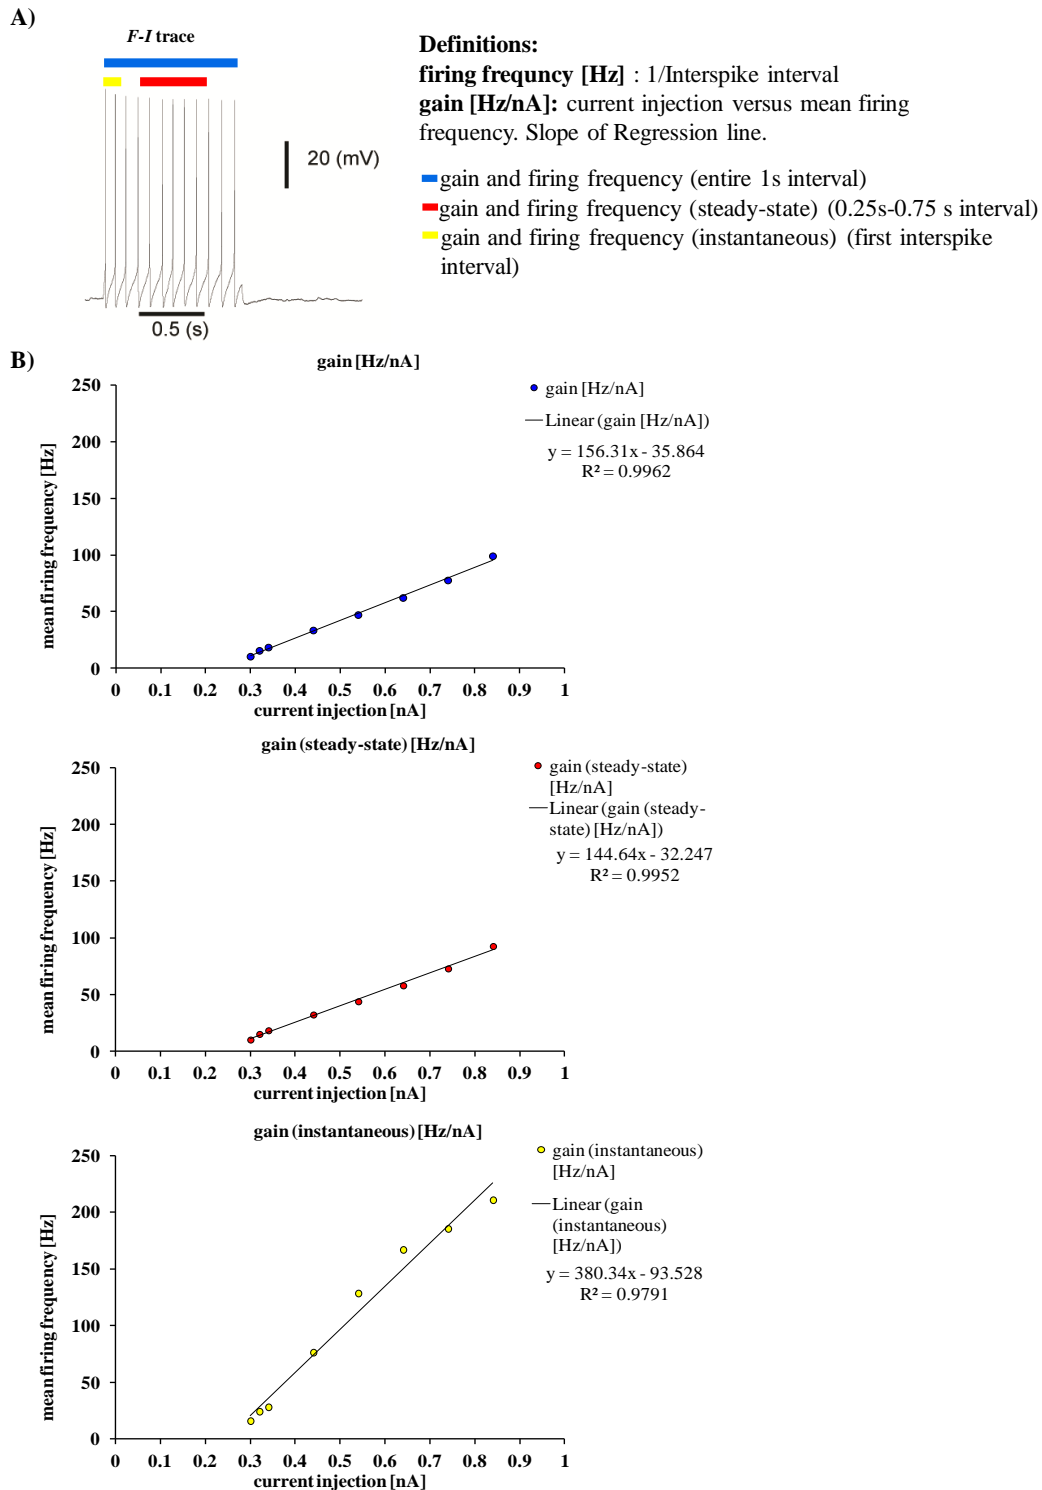 A)
F-I trace
20 (mV)
0.5 (s)
Definitions:
firing frequncy [Hz] : 1/Interspike interval
gain [Hz/nA]: current injection versus mean firing
frequency. Slope of Regression line.
gain and firing frequency (entire 1s interval)
gain and firing frequency (steady-state) (0.25s-0.75 s interval)
gain and firing frequency (instantaneous) (first interspike
interval)
B)
gain [Hz/nA]
mean firing frequency [Hz]
250
200
150
100
50
0
0 0.1 0.2 0.3 0.4 0.5 0.6 0.7 0.8 0.9 1
current injection [nA]
gain [Hz/nA]
Linear (gain [Hz/nA])
y = 156.31x - 35.864
R² = 0.9962
gain (steady-state) [Hz/nA]
mean firing frequency [Hz]
250
200
150
100
50
0
0 0.1 0.2 0.3 0.4 0.5 0.6 0.7 0.8 0.9 1
current injection [nA]
gain (steady-state)
[Hz/nA]
Linear (gain (steady-
state) [Hz/nA])
y = 144.64x - 32.247
R² = 0.9952
gain (instantaneous) [Hz/nA]
mean firing frequency [Hz]
250
200
150
100
50
0
0 0.1 0.2 0.3 0.4 0.5 0.6 0.7 0.8 0.9 1
current injection [nA]
gain (instantaneous)
[Hz/nA]
Linear (gain
(instantaneous)
[Hz/nA])
y = 380.34x - 93.528
R² = 0.9791